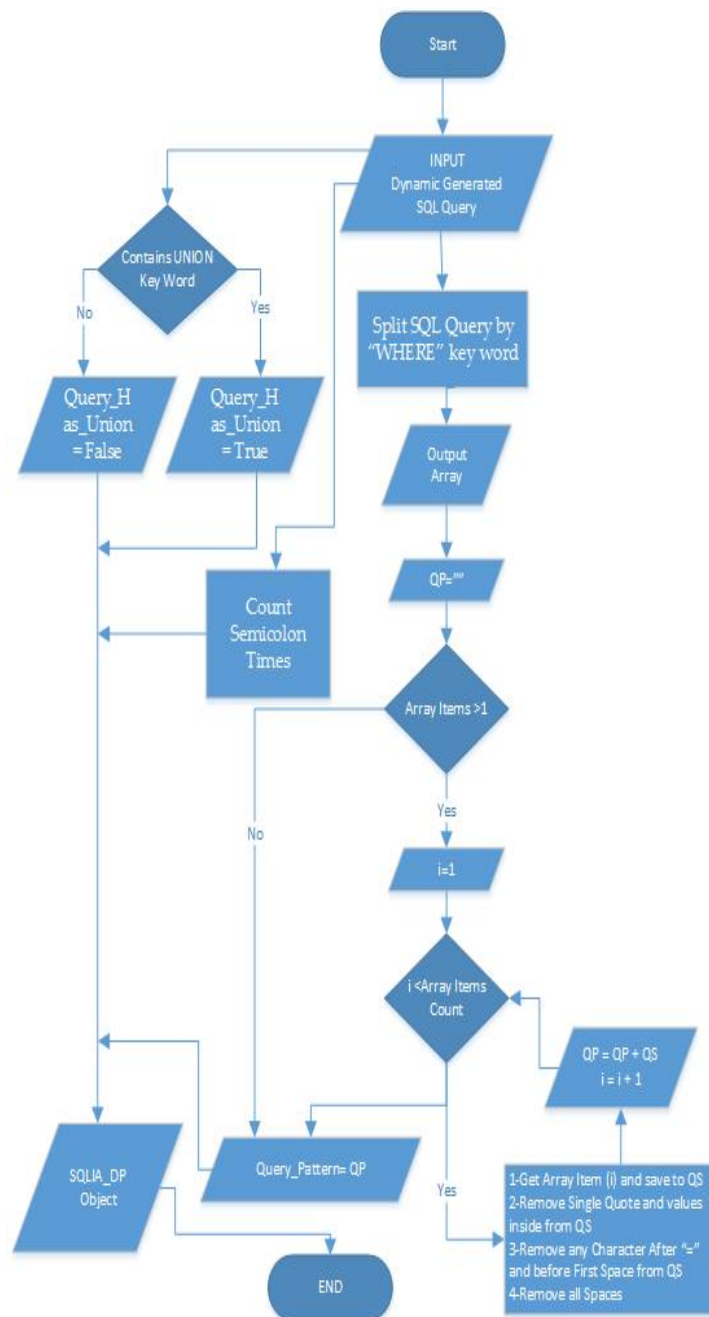 Start
INPUT
Dynamic Generated
SQL Query
Contains UNION
Key Word
No
Yes
Split SQL Query by
“WHERE” key word
Query_H
as_Union
= False
Query_H
as_Union
= True
Output
Array
QP=””
Count
Semicolon
Times
Array Items >1
Yes
No
i=1
i <Array Items
Count
QP = QP + QS
i = i + 1
SQLIA_DP
Object
Query_Pattern= QP
Yes
1-Get Array Item (i) and save to QS
2-Remove Single Quote and values
inside from QS
3-Remove any Character After “=”
and before First Space from QS
4-Remove all Spaces
END